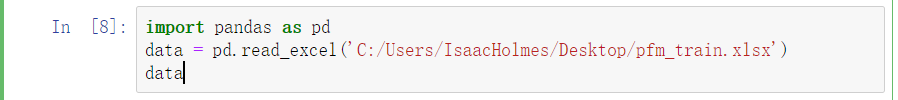 In [8]: import pandas as pd
data = pd.read_excel('C:/Users/IsaacHolmes/Desktop/pfm_train.xlsx')
data